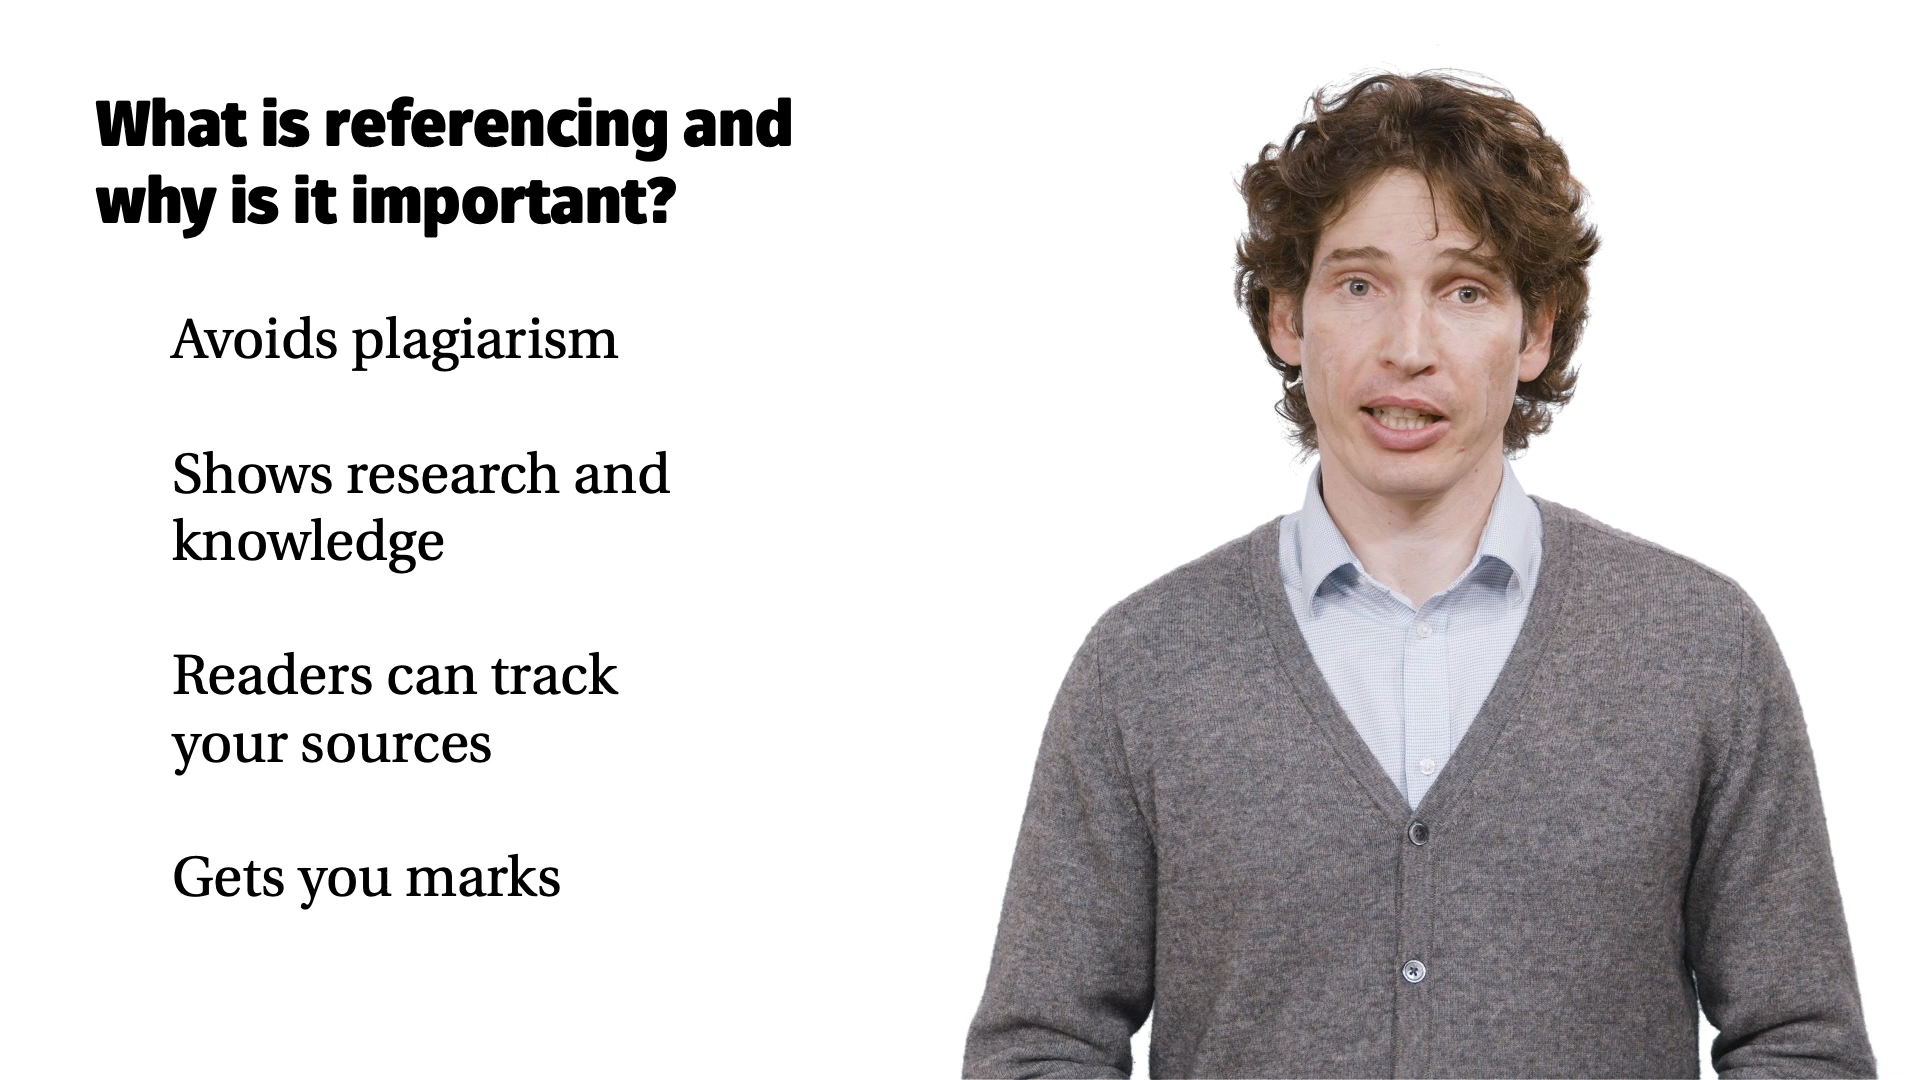 What is referencing and
why is it important?
Avoids plagiarism
Shows research and
knowledge
Readers can track
your sources
Gets you marks